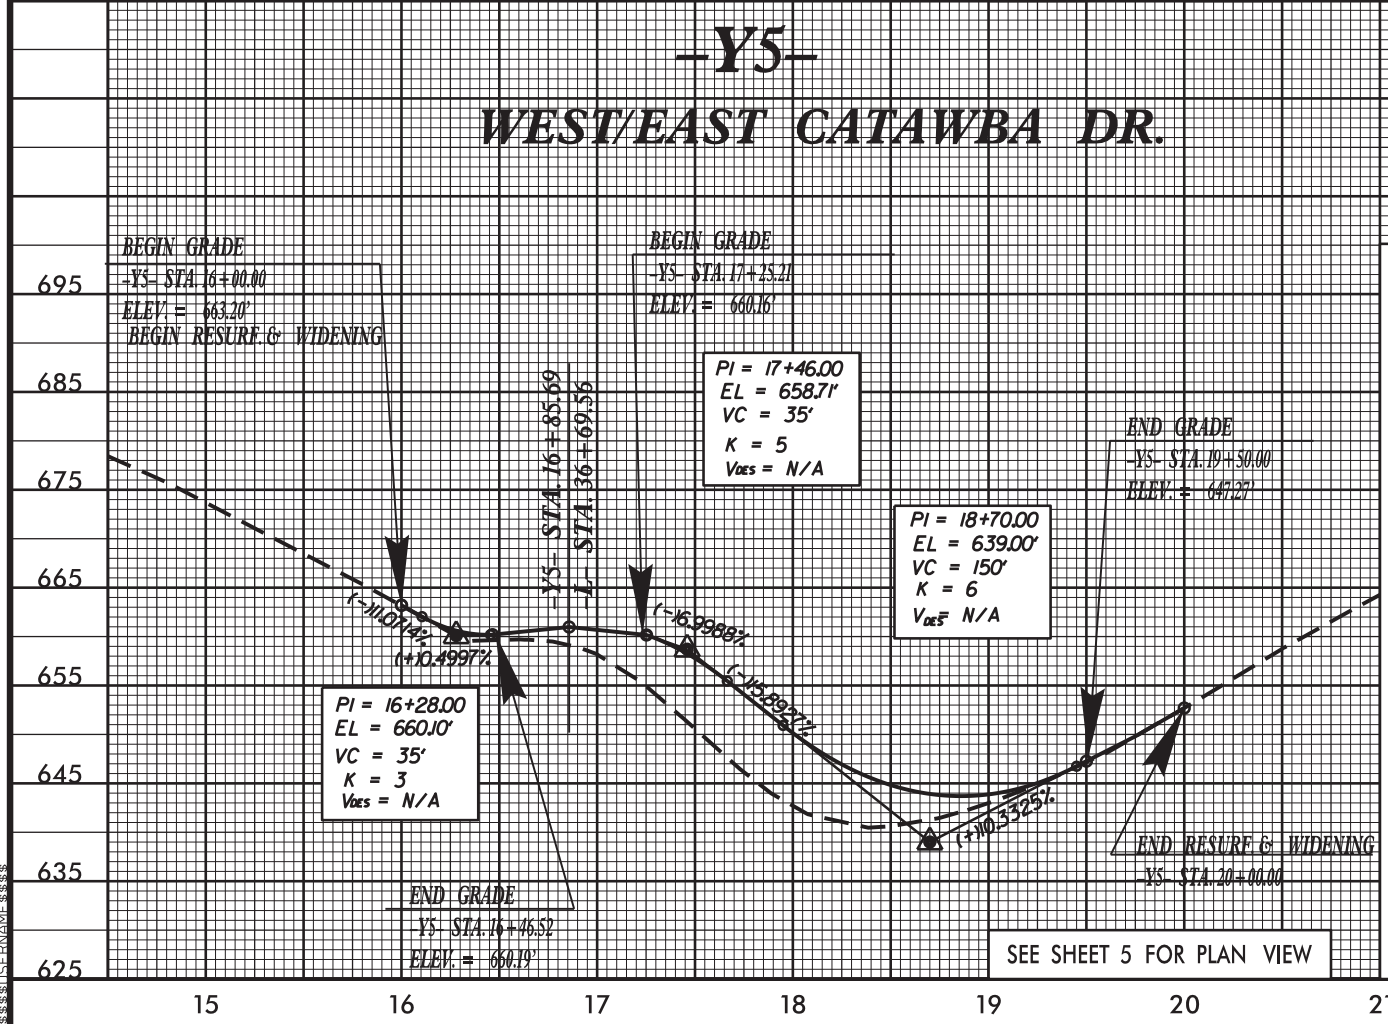 -Y5-
WEST/EAST CATAWBA DR.
BEGIN GRADE
-Y5- STA. 16+00.00
ELEV. = 663.20'
BEGIN RESURF. & WIDENING
BEGIN GRADE
-Y5- STA. 17+25.21
ELEV. = 660.16'
695
685
675
665
655
645
635
625
-Y5- STA. 16+85.69
-L- STA. 36+69.56
PI = 17+46.00
EL = 658.71'
VC = 35'
K = 5
VDES = N/A
END GRADE
-Y5- STA. 19+50.00
ELEV. = 647.27'
PI = 18+70.00
EL = 639.00'
VC = 150'
K = 6
VDES = N/A
(-)11.0714%
(+)0.4997%
(-)6.9988%
(-)15.8927%
(+)10.3325%
PI = 16+28.00
EL = 660.10'
VC = 35'
K = 3
VDES = N/A
END GRADE
-Y5- STA. 16+46.52
ELEV. = 660.19'
END RESURF. & WIDENING
-Y5- STA. 20+00.00
SEE SHEET 5 FOR PLAN VIEW
15 16 17 18 19 20